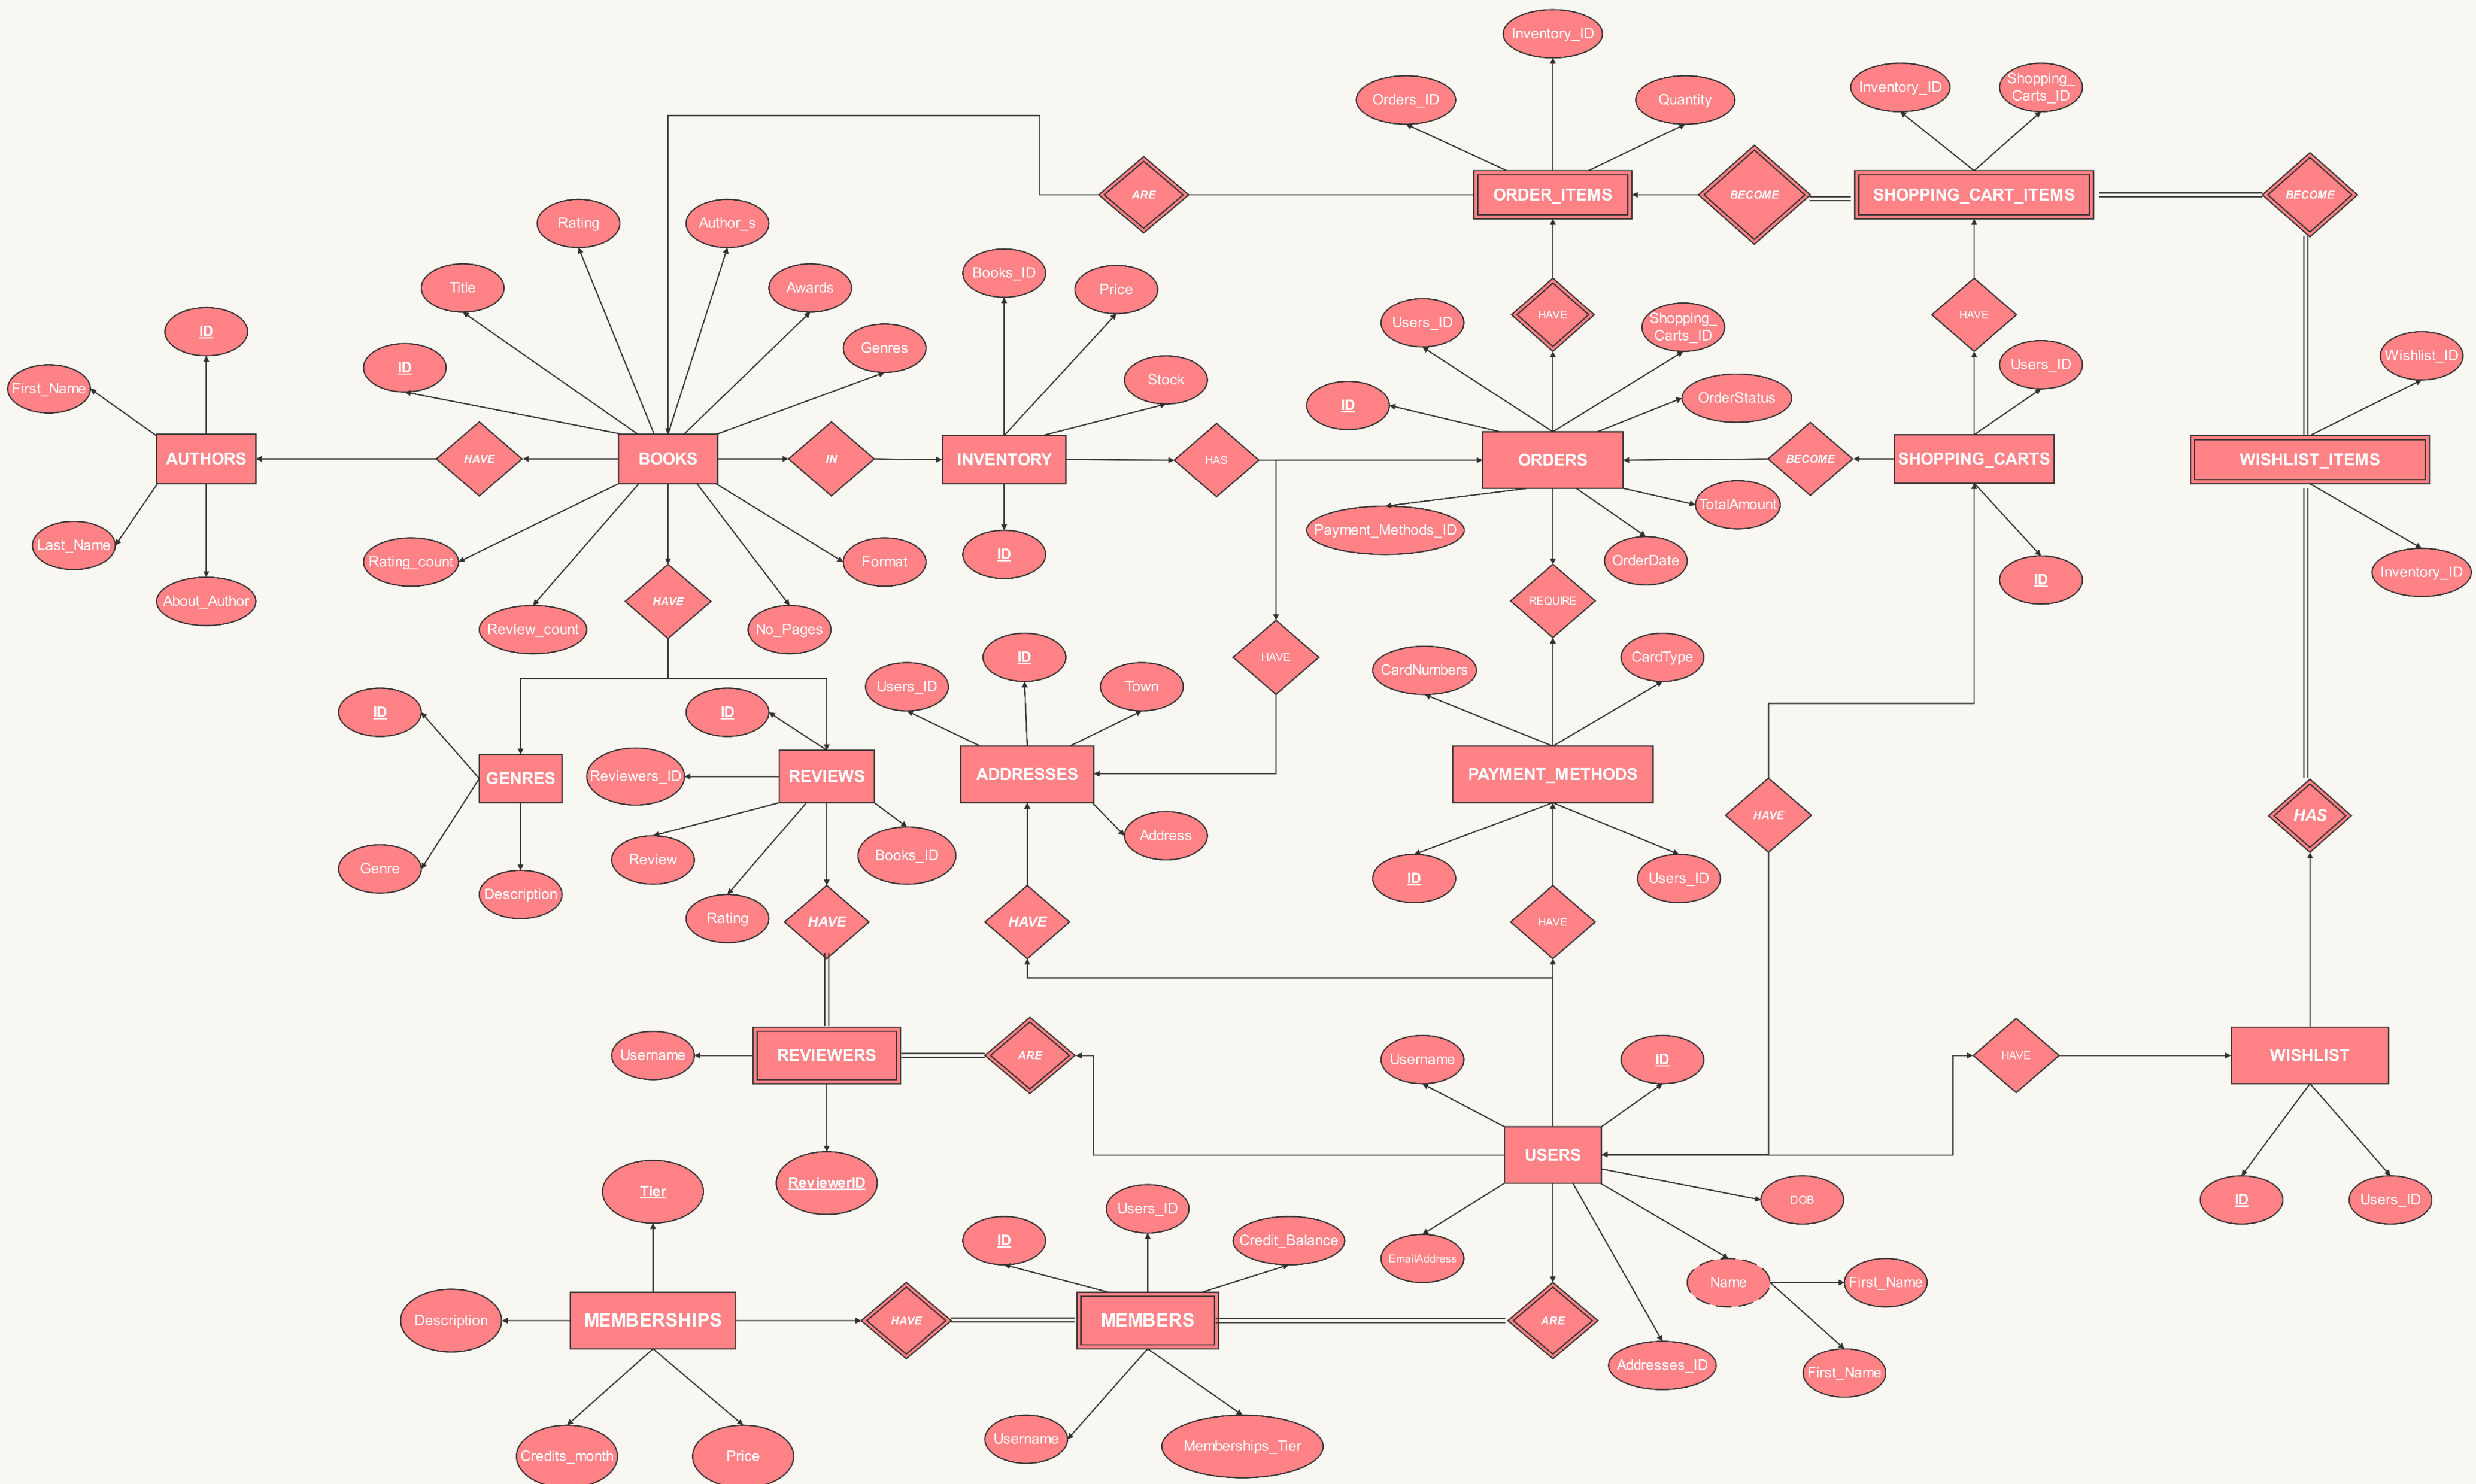 Inventory_ID
Orders_ID
Quantity
Inventory_ID
Shopping_
Carts_ID
ARE
ORDER_ITEMS
BECOME
SHOPPING_CART_ITEMS
BECOME
Rating
Author_s
Title
Awards
Books_ID
Price
ID
First_Name
ID
Genres
Stock
Users_ID
HAVE
Shopping_
Carts_ID
HAVE
Users_ID
Wishlist_ID
ID
OrderStatus
AUTHORS
HAVE
BOOKS
IN
INVENTORY
HAS
ORDERS
BECOME
SHOPPING_CARTS
WISHLIST_ITEMS
Last_Name
About_Author
Rating_count
Review_count
HAVE
No_Pages
Format
ID
Payment_Methods_ID
TotalAmount
OrderDate
REQUIRE
ID
Inventory_ID
HAVE
ID
ID
Users_ID
ID
Town
CardNumbers
CardType
GENRES
Reviewers_ID
REVIEWS
ADDRESSES
PAYMENT_METHODS
HAVE
HAS
Genre
Description
Review
Rating
Books_ID
HAVE
Address
HAVE
ID
HAVE
Users_ID
Username
REVIEWERS
ARE
Username
ID
HAVE
WISHLIST
ReviewerID
USERS
Tier
ID
Users_ID
Credit_Balance
EmailAddress
DOB
ID
Users_ID
Name
First_Name
Description
MEMBERSHIPS
HAVE
MEMBERS
ARE
Addresses_ID
First_Name
Credits_month
Price
Username
Memberships_Tier